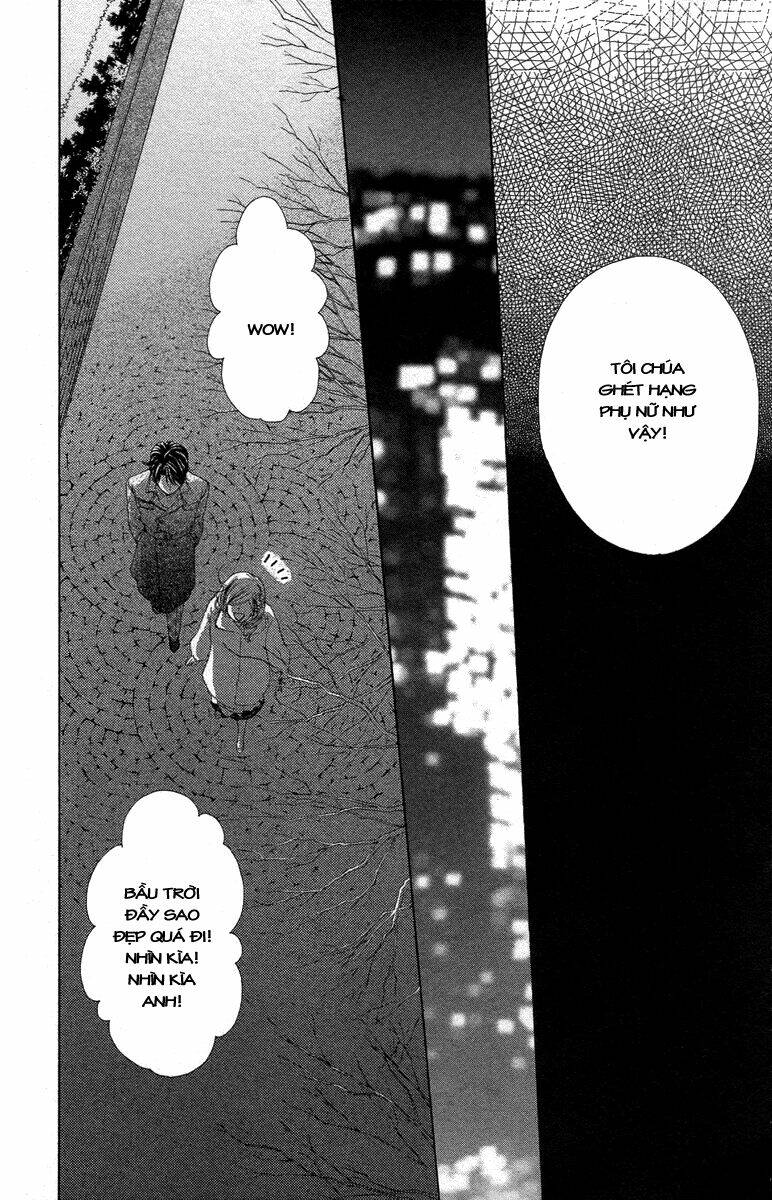 TÔI CHÚA
GHÉT HẠNG
PHỤ NỮ NHƯ
VẬY!
WOW!
BẦU TRỜI
ĐẦY SAO
ĐẸP QUÁ ĐI!
NHÌN KÌA!
NHÌN KÌA
ANH!